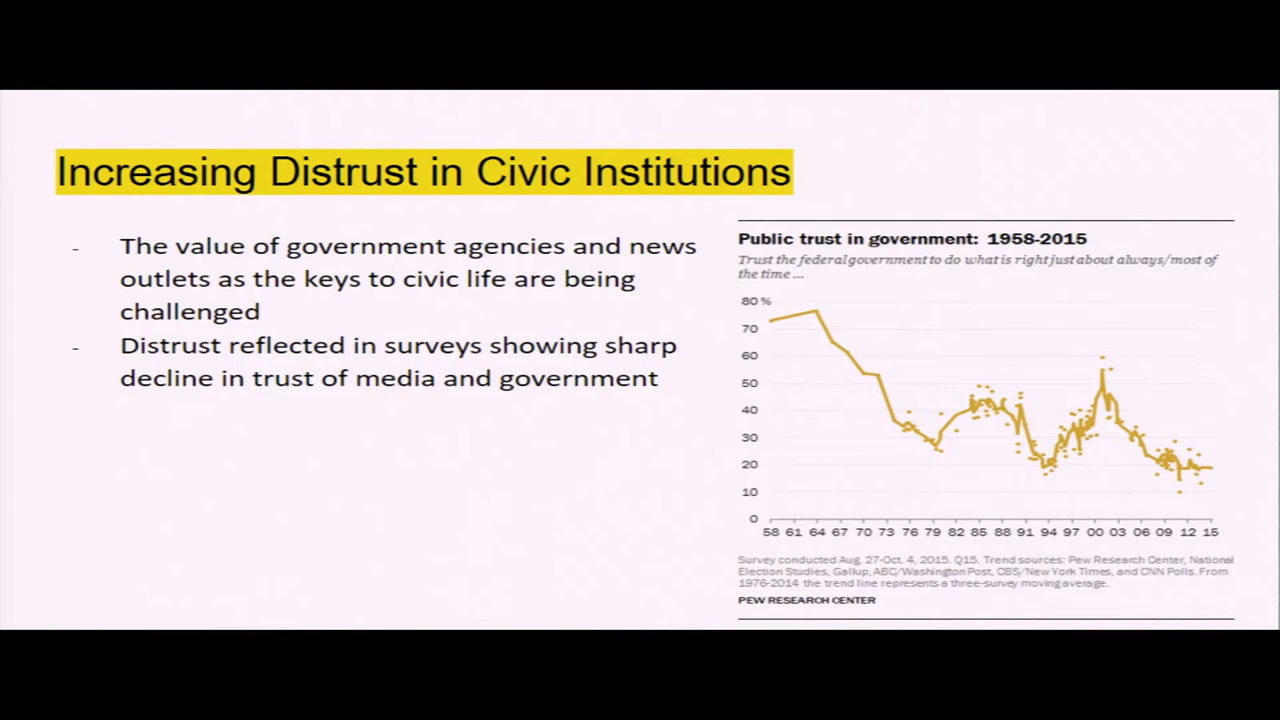 Increasing Distrust in Civic Institutions
- The value of government agencies and news
outlets as the keys to civic life are being
challenged
- Distrust reflected in surveys showing sharp
decline in trust of media and government
Public trust in government: 1958-2015
Trust the federal government to do what is right just about always/most of
the time ...
80 %
70
60
50
40
30
20
10
0
58 61 64 67 70 73 76 79 82 85 88 91 94 97 00 03 06 09 12 15
Survey conducted Aug. 27-Oct. 4, 2015. Q15. Trend sources: Pew Research Center, National
Election Studies, Gallup, ABC/Washington Post, CBS/New York Times, and CNN Polls. From
1976-2014 the trend line represents a three-survey moving average.
PEW RESEARCH CENTER